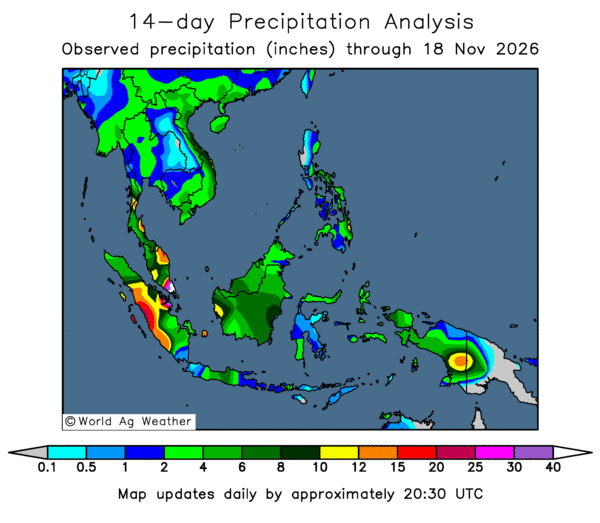 14-day Precipitation Analysis
Observed precipitation (inches) through 18 Nov 2026
©World Ag Weather
0.1 0.5 1 2 4 6 8 10 12 15 20 25 30 40
Map updates daily by approximately 20:30 UTC